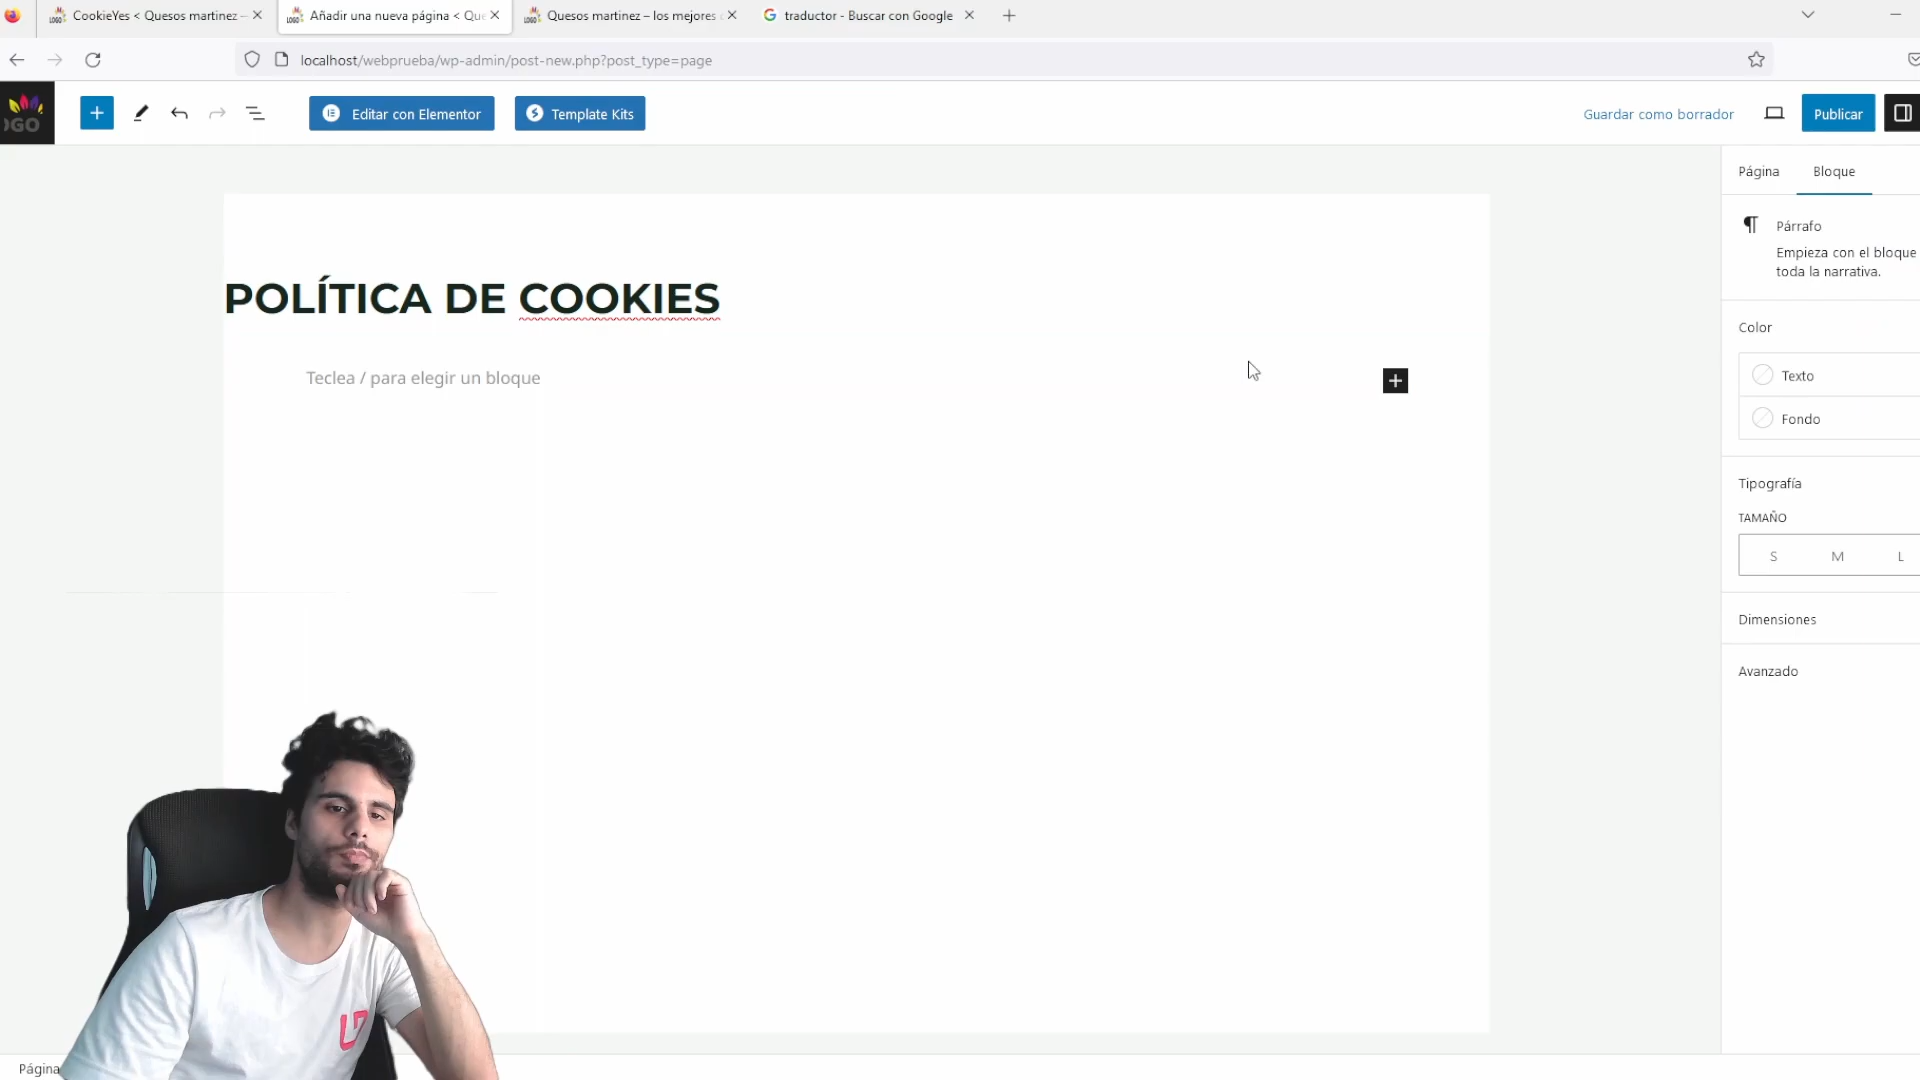 CookieYes < Quesos martinez –
Añadir una nueva página < Que
Quesos martinez – los mejores
traductor - Buscar con Google
localhost/webprueba/wp-admin/post-new.php?post_type=page
Editar con Elementor
Template Kits
Guardar como borrador
Publicar
Página
Bloque
POLÍTICA DE COOKIES
Teclea / para elegir un bloque
Párrafo
Empieza con el bloque
toda la narrativa.
Color
Texto
Fondo
Tipografía
TAMAÑO
S M L
Dimensiones
Avanzado
Página